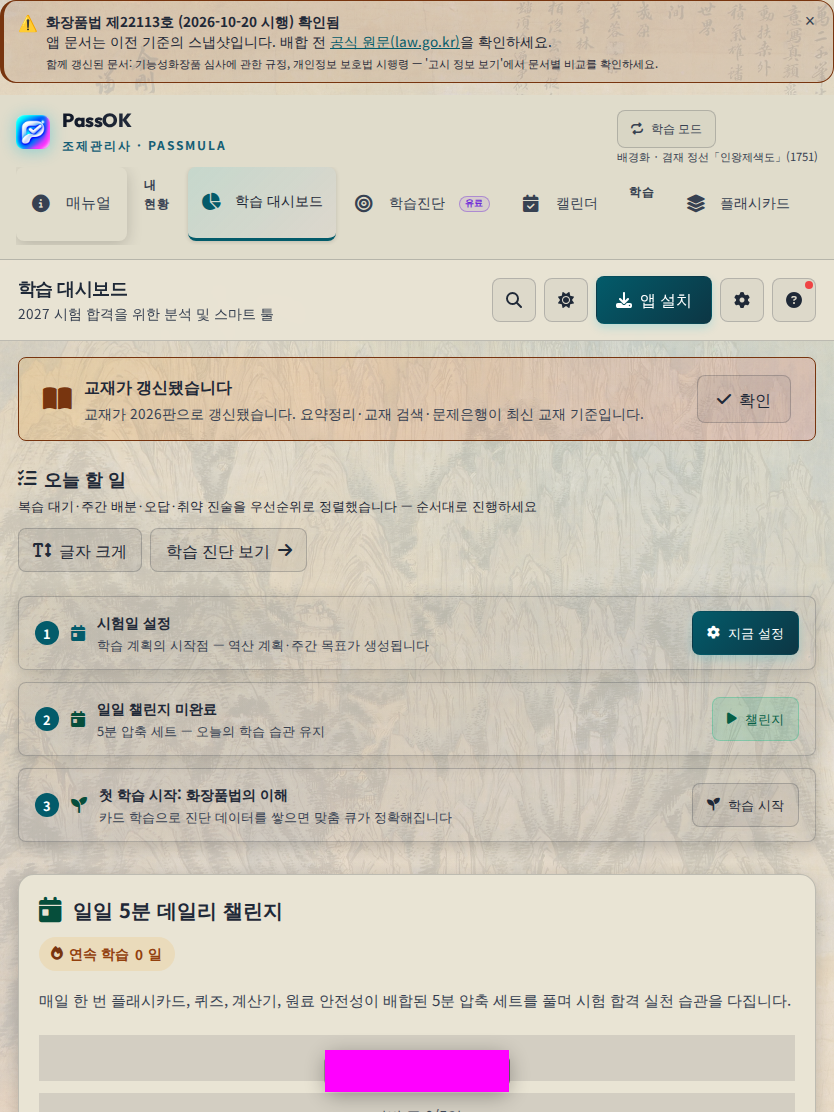 화장품법 제22113호 (2026-10-20 시행) 확인됨
앱 문서는 이전 기준의 스냅샷입니다. 배합 전 공식 원문(law.go.kr)을 확인하세요.
함께 갱신된 문서: 기능성화장품 심사에 관한 규정, 개인정보 보호법 시행령 — '고시 정보 보기'에서 문서별 비교를 확인하세요.
PassOK
조제관리사 · PASSMULA
학습 모드
배경화 · 겸재 정선「인왕제색도」(1751)
매뉴얼
내 현황
학습 대시보드
학습진단 유료
캘린더
학습
플래시카드
학습 대시보드
2027 시험 합격을 위한 분석 및 스마트 툴
앱 설치
교재가 갱신됐습니다
교재가 2026판으로 갱신됐습니다. 요약정리·교재 검색·문제은행이 최신 교재 기준입니다.
확인
오늘 할 일
복습 대기·주간 배분·오답·취약 진술을 우선순위로 정렬했습니다 — 순서대로 진행하세요
글자 크게
학습 진단 보기
1 시험일 설정
학습 계획의 시작점 — 역산 계획·주간 목표가 생성됩니다
지금 설정
2 일일 챌린지 미완료
5분 압축 세트 — 오늘의 학습 습관 유지
챌린지
3 첫 학습 시작: 화장품법의 이해
카드 학습으로 진단 데이터를 쌓으면 맞춤 큐가 정확해집니다
학습 시작
일일 5분 데일리 챌린지
연속 학습 0 일
매일 한 번 플래시카드, 퀴즈, 계산기, 원료 안전성이 배합된 5분 압축 세트를 풀며 시험 합격 실천 습관을 다집니다.